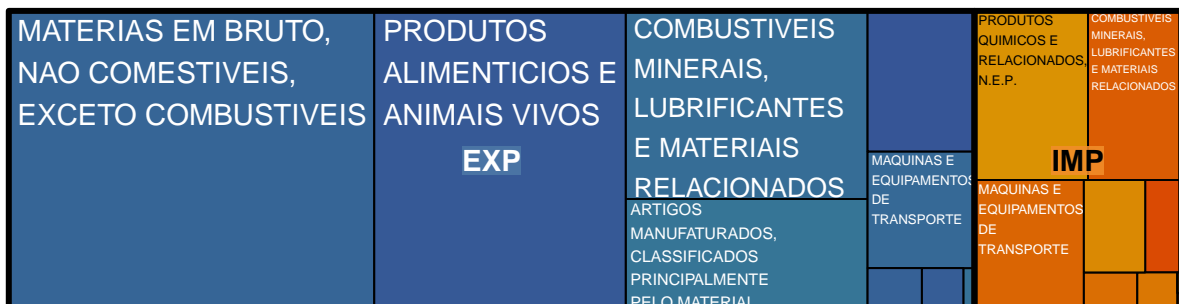 MATERIAS EM BRUTO,
NAO COMESTIVEIS,
EXCETO COMBUSTIVEIS
PRODUTOS
ALIMENTICIOS E
ANIMAIS VIVOS
EXP
COMBUSTIVEIS
MINERAIS,
LUBRIFICANTES
E MATERIAIS
RELACIONADOS
ARTIGOS
MANUFATURADOS,
CLASSIFICADOS
PRINCIPALMENTE
PELO MATERIAL
MAQUINAS E
EQUIPAMENTOS
DE
TRANSPORTE
PRODUTOS
QUIMICOS E
RELACIONADOS,
N.E.P.
COMBUSTIVEIS
MINERAIS,
LUBRIFICANTES
E MATERIAIS
RELACIONADOS
IMP
MAQUINAS E
EQUIPAMENTOS
DE
TRANSPORTE